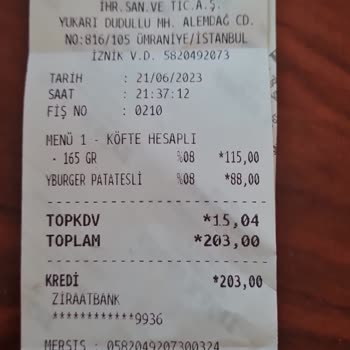 İHR.SAN.VE TİC.A.Ş.
YUKARI DUDULLU MH. ALEMDAĞ CD.
NO:816/105 ÜMRANİYE/İSTANBUL
İZNİK V.D. 5820492073
TARİH : 21/06/2023
SAAT : 21:37:12
FİŞ NO : 0210
MENÜ 1 - KÖFTE HESAPLI
- 165 GR %08 *115,00
YBURGER PATATESLİ %08 *88,00
TOPKDV *15,04
TOPLAM *203,00
KREDİ *203,00
ZİRAATBANK
************9936
MERSİS : 0582049207300324